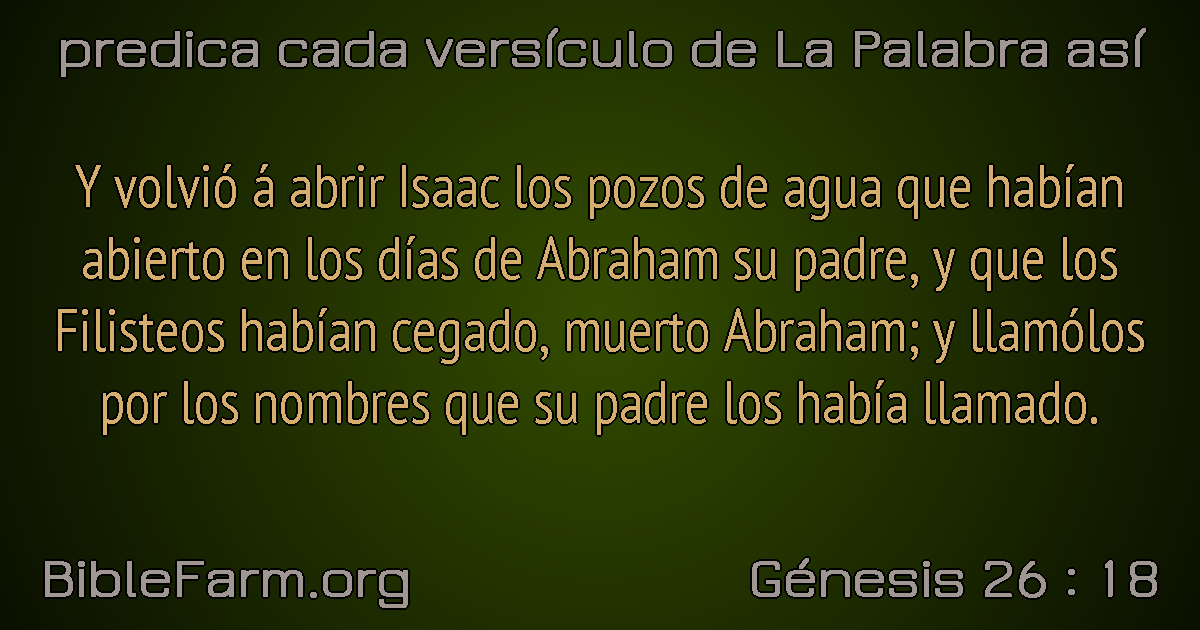 predica cada versículo de La Palabra así
Y volvió á abrir Isaac los pozos de agua que habían
abierto en los días de Abraham su padre, y que los
Filisteos habían cegado, muerto Abraham; y llamólos
por los nombres que su padre los había llamado.
BibleFarm.org
Génesis 26 : 18